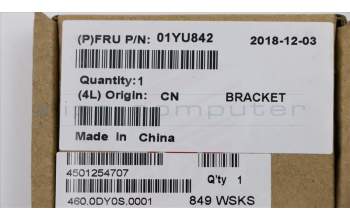 (P)FRU P/N: 01YU842 2018-12-03
Quantity:1
(4L) Origin: CN BRACKET
Made in China
4501254707 Q'ty 1
460.0DY0S.0001 849 WSKS